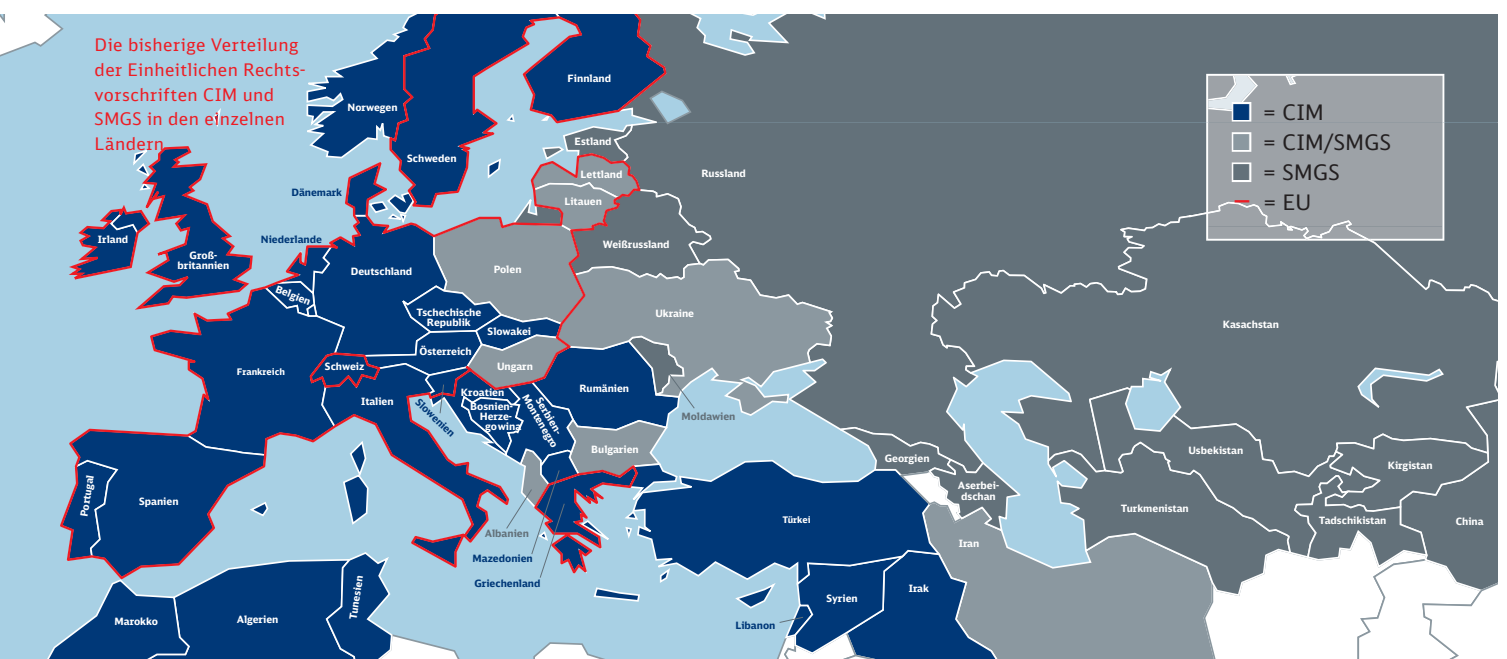 Die bisherige Verteilung
der Einheitlichen Rechts-
vorschriften CIM und
SMGS in den einzelnen
Ländern
= CIM
= CIM/SMGS
= SMGS
= EU
Finnland
Norwegen
Schweden
Estland
Lettland
Litauen
Russland
Dänemark
Irland
Groß-
britannien
Niederlande
Belgien
Deutschland
Polen
Weißrussland
Ukraine
Kasachstan
Tschechische
Republik
Slowakei
Österreich
Ungarn
Frankreich
Schweiz
Italien
Slowenien
Kroatien
Bosnien-
Herze-
gowina
Serbien-
Montenegro
Rumänien
Moldawien
Bulgarien
Portugal
Spanien
Albanien
Mazedonien
Griechenland
Türkei
Georgien
Aserbei-
dschan
Iran
Usbekistan
Kirgistan
Turkmenistan
Tadschikistan
China
Marokko
Algerien
Tunesien
Syrien
Irak
Libanon